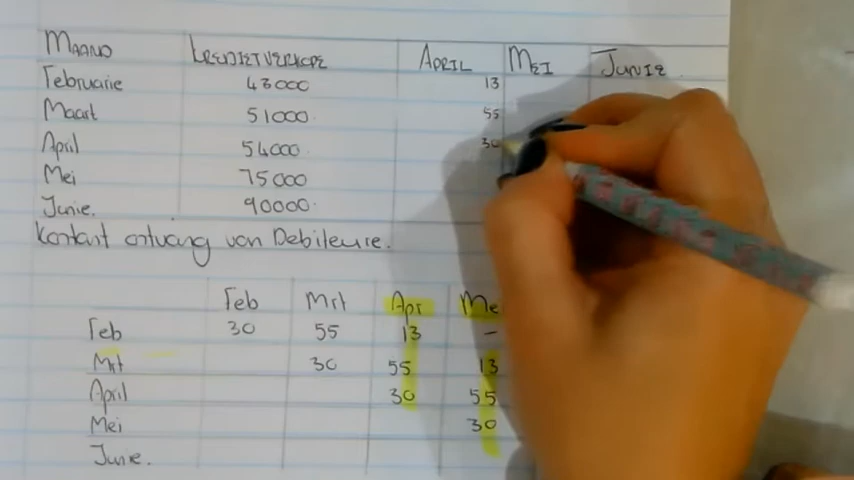 MAAND KREDIETVERKOPE APRIL MEI JUNIE
Februarie 43000 13
Maart 51000 55
April 54000 30
Mei 75000
Junie. 90000
Kontant ontvang van Debiteure.
Feb Mrt Apr Me
Feb 30 55 13 –
Mrt 30 55 13
April 30 55
Mei 30
Junie.